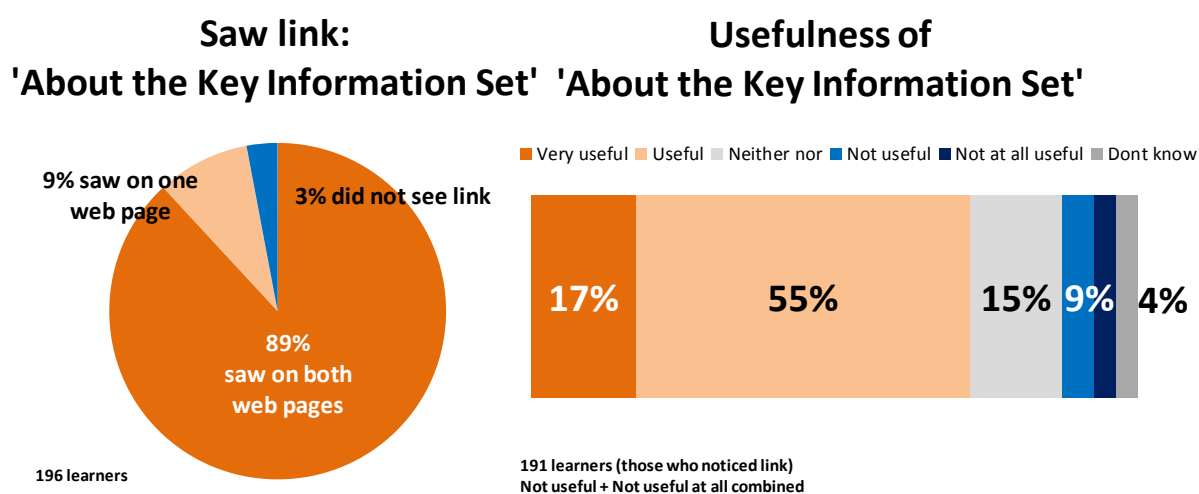 Saw link:
'About the Key Information Set'
9% saw on one
web page
3% did not see link
89%
saw on both
web pages
196 learners
Usefulness of
'About the Key Information Set'
Very useful Useful Neither nor Not useful Not at all useful Dont know
17% 55% 15% 9% 4%
191 learners (those who noticed link)
Not useful + Not useful at all combined